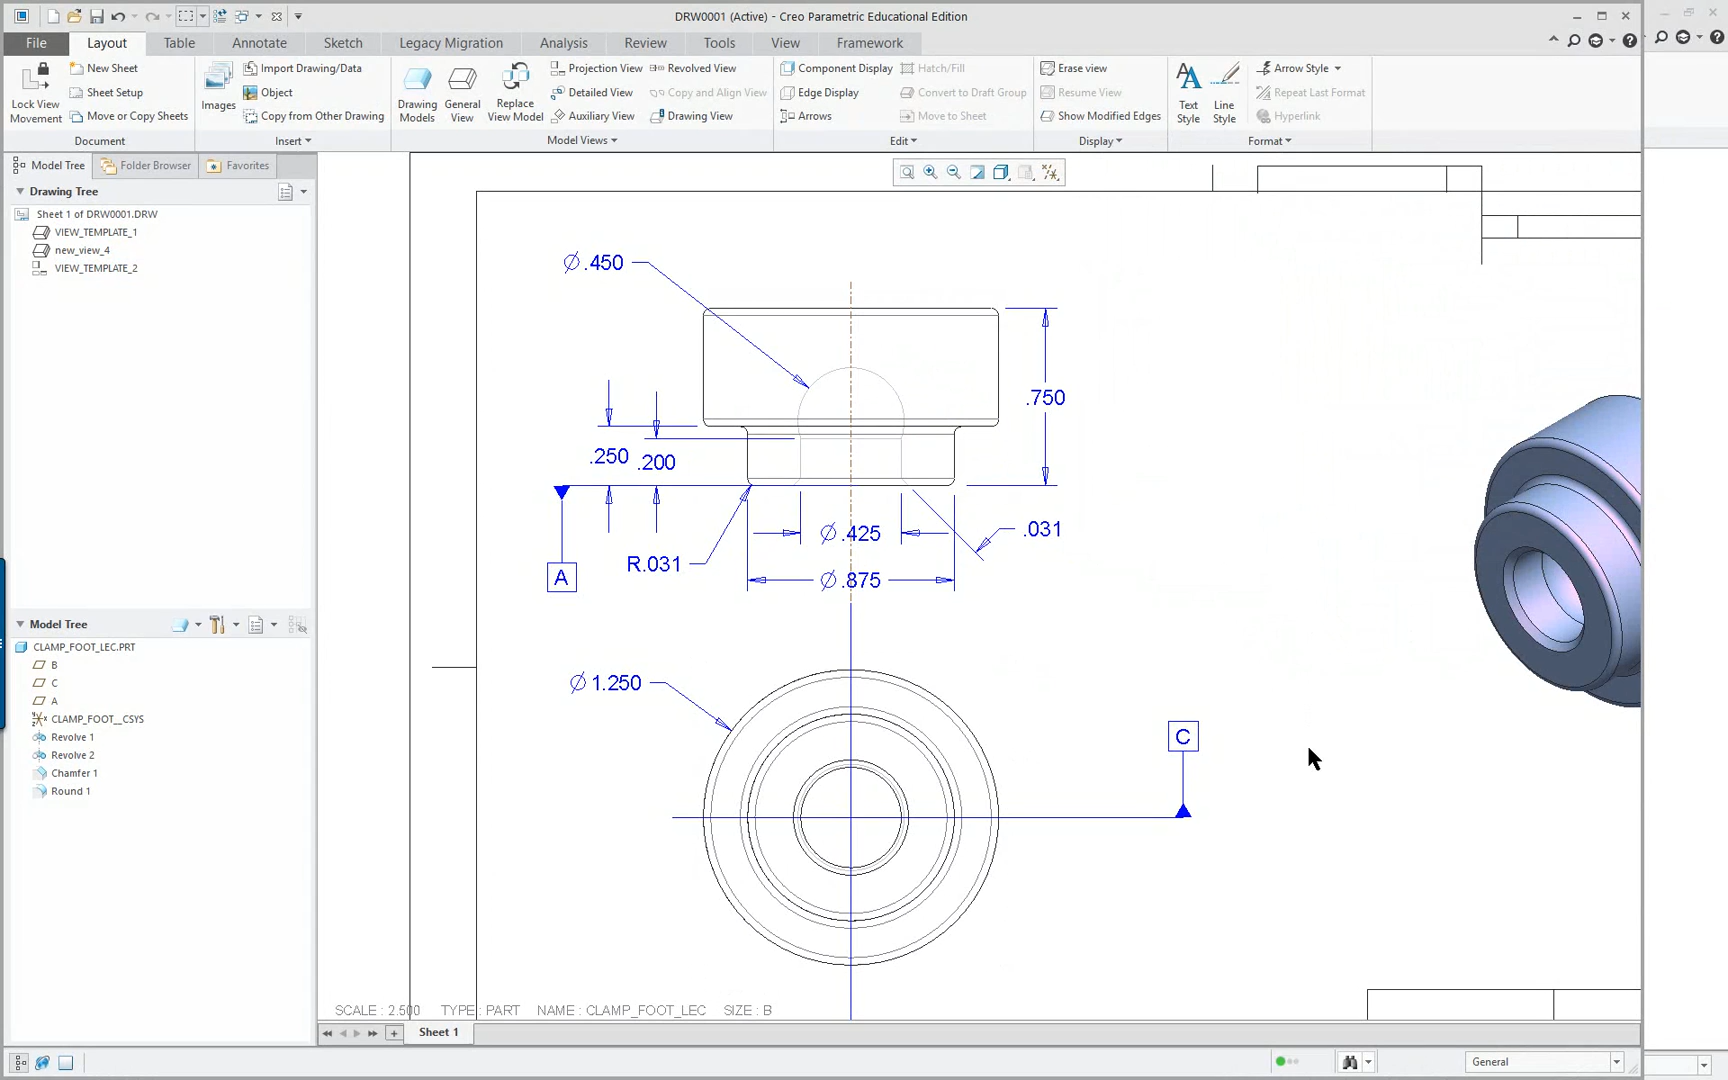 DRW0001 (Active) - Creo Parametric Educational Edition
File Layout Table Annotate Sketch Legacy Migration Analysis Review Tools View Framework
Lock View Movement
New Sheet
Sheet Setup
Move or Copy Sheets
Document
Images
Import Drawing/Data
Object
Copy from Other Drawing
Insert
Drawing Models
General View
Replace View Model
Projection View
Detailed View
Auxiliary View
Revolved View
Copy and Align View
Drawing View
Model Views
Component Display
Edge Display
Arrows
Hatch/Fill
Convert to Draft Group
Move to Sheet
Edit
Erase view
Resume View
Show Modified Edges
Display
Text Style
Line Style
Arrow Style
Repeat Last Format
Hyperlink
Format
Model Tree Folder Browser Favorites
Drawing Tree
Sheet 1 of DRW0001.DRW
VIEW_TEMPLATE_1
new_view_4
VIEW_TEMPLATE_2
Model Tree
CLAMP_FOOT_LEC.PRT
B
C
A
CLAMP_FOOT__CSYS
Revolve 1
Revolve 2
Chamfer 1
Round 1
Ø .450
.750
.250
.200
Ø .425
.031
R.031
A
Ø .875
Ø 1.250
C
SCALE : 2.500 TYPE : PART NAME : CLAMP_FOOT_LEC SIZE : B
Sheet 1
General